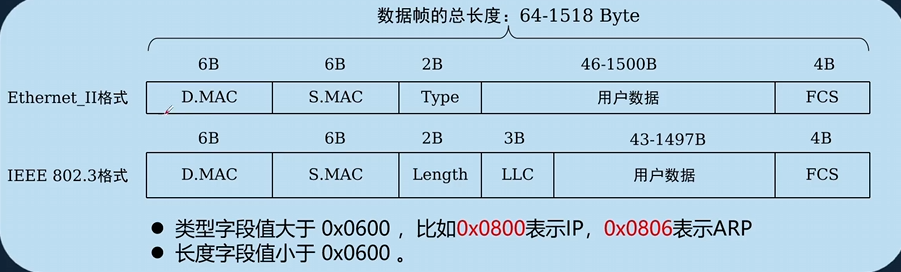 数据帧的总长度：64-1518 Byte
6B 6B 2B 46-1500B 4B
Ethernet_II格式 D.MAC S.MAC Type 用户数据 FCS
6B 6B 2B 3B 43-1497B 4B
IEEE 802.3格式 D.MAC S.MAC Length LLC 用户数据 FCS
● 类型字段值大于 0x0600 ，比如0x0800表示IP，0x0806表示ARP
● 长度字段值小于 0x0600 。